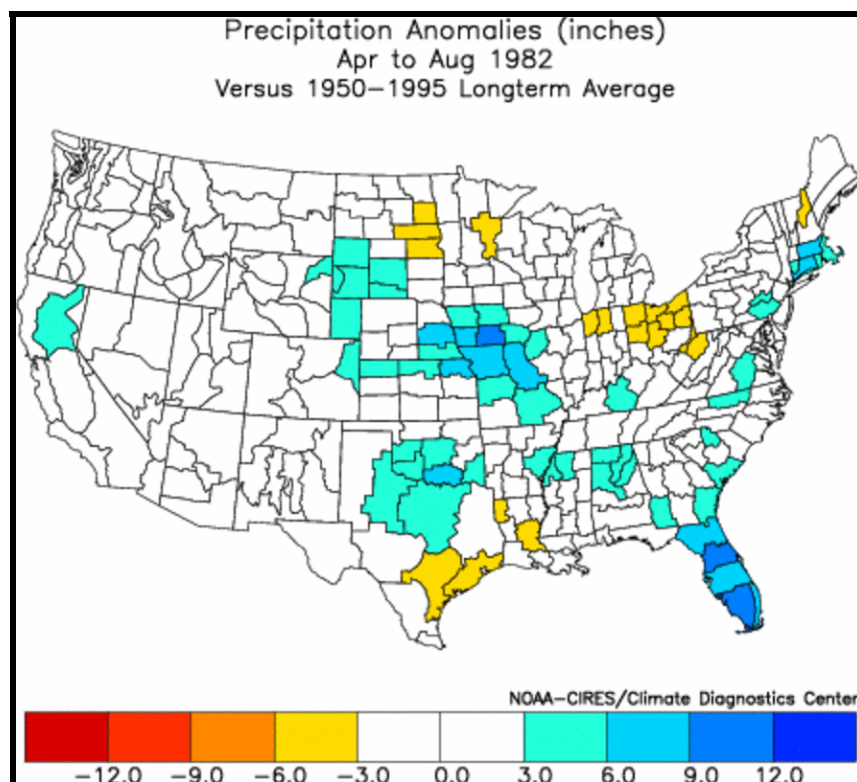 Precipitation Anomalies (inches)
Apr to Aug 1982
Versus 1950-1995 Longterm Average
NOAA-CIRES/Climate Diagnostics Center
-12.0 -9.0 -6.0 -3.0 0.0 3.0 6.0 9.0 12.0